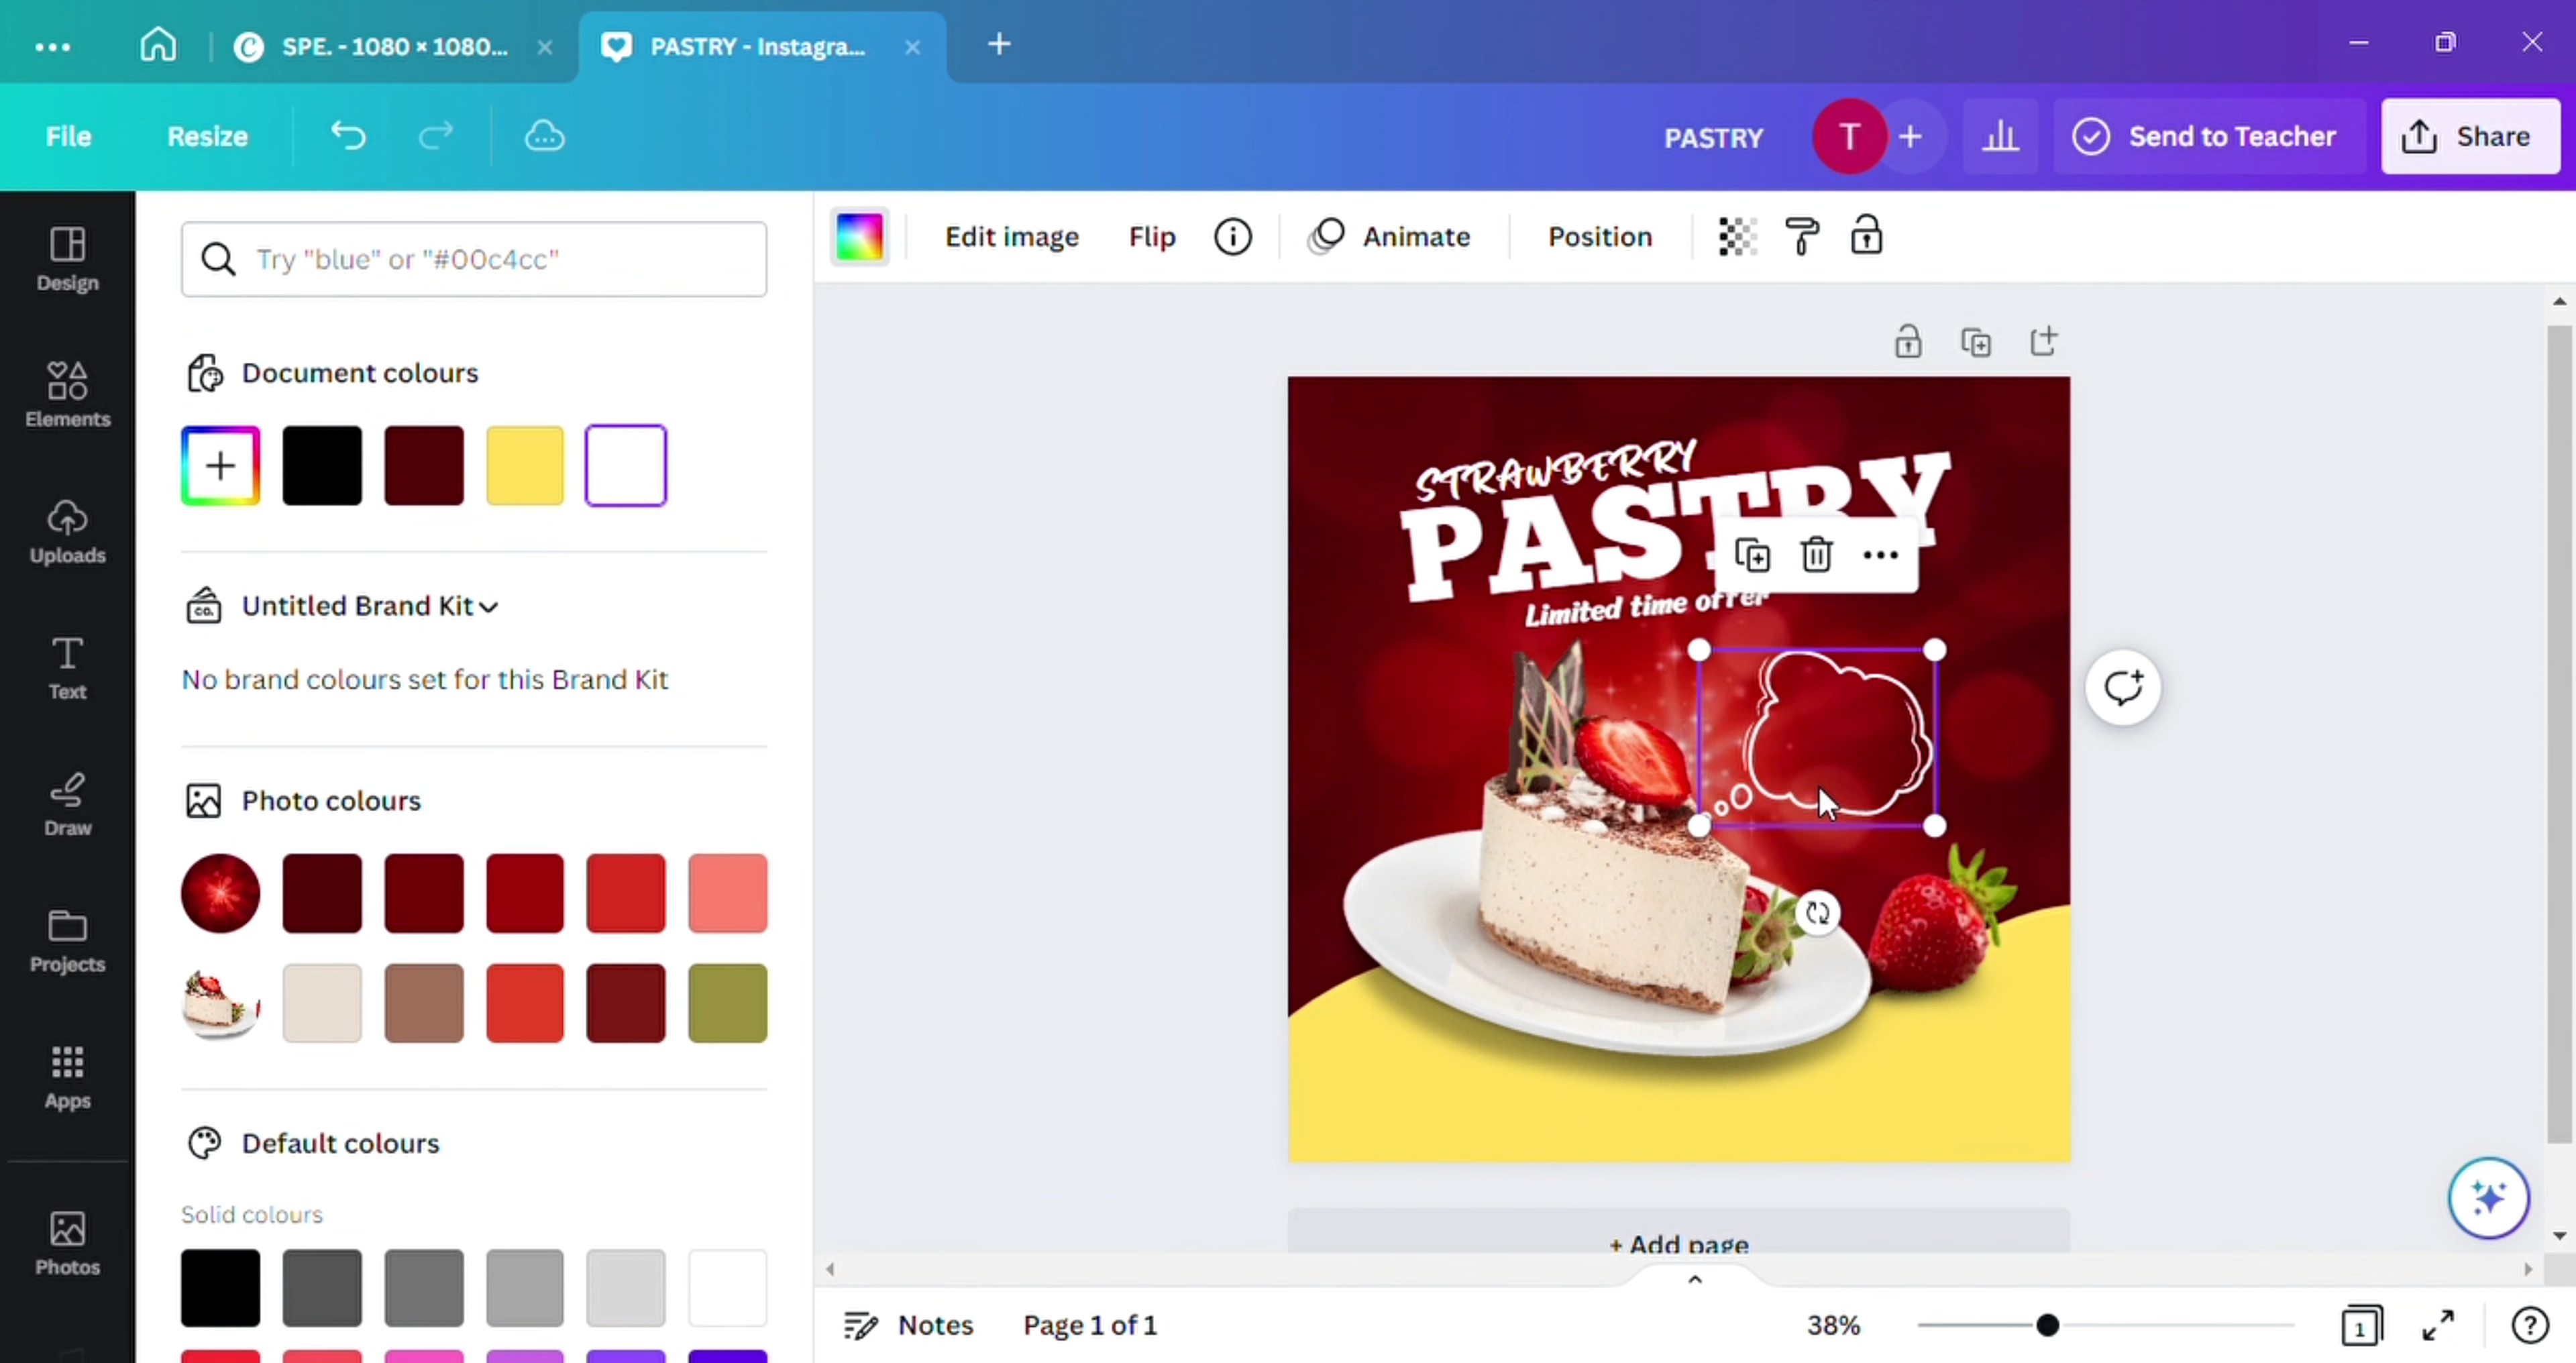 SPE. - 1080 × 1080...
PASTRY - Instagra...
File
Resize
PASTRY
T
Send to Teacher
Share
Design
Elements
Uploads
Text
Draw
Projects
Apps
Photos
Try "blue" or "#00c4cc"
Document colours
CO.
Untitled Brand Kit
No brand colours set for this Brand Kit
Photo colours
Default colours
Solid colours
Edit image
Flip
Animate
Position
STRAWBERRY
PASTRY
Limited time offer
+ Add page
Notes
Page 1 of 1
38%
1